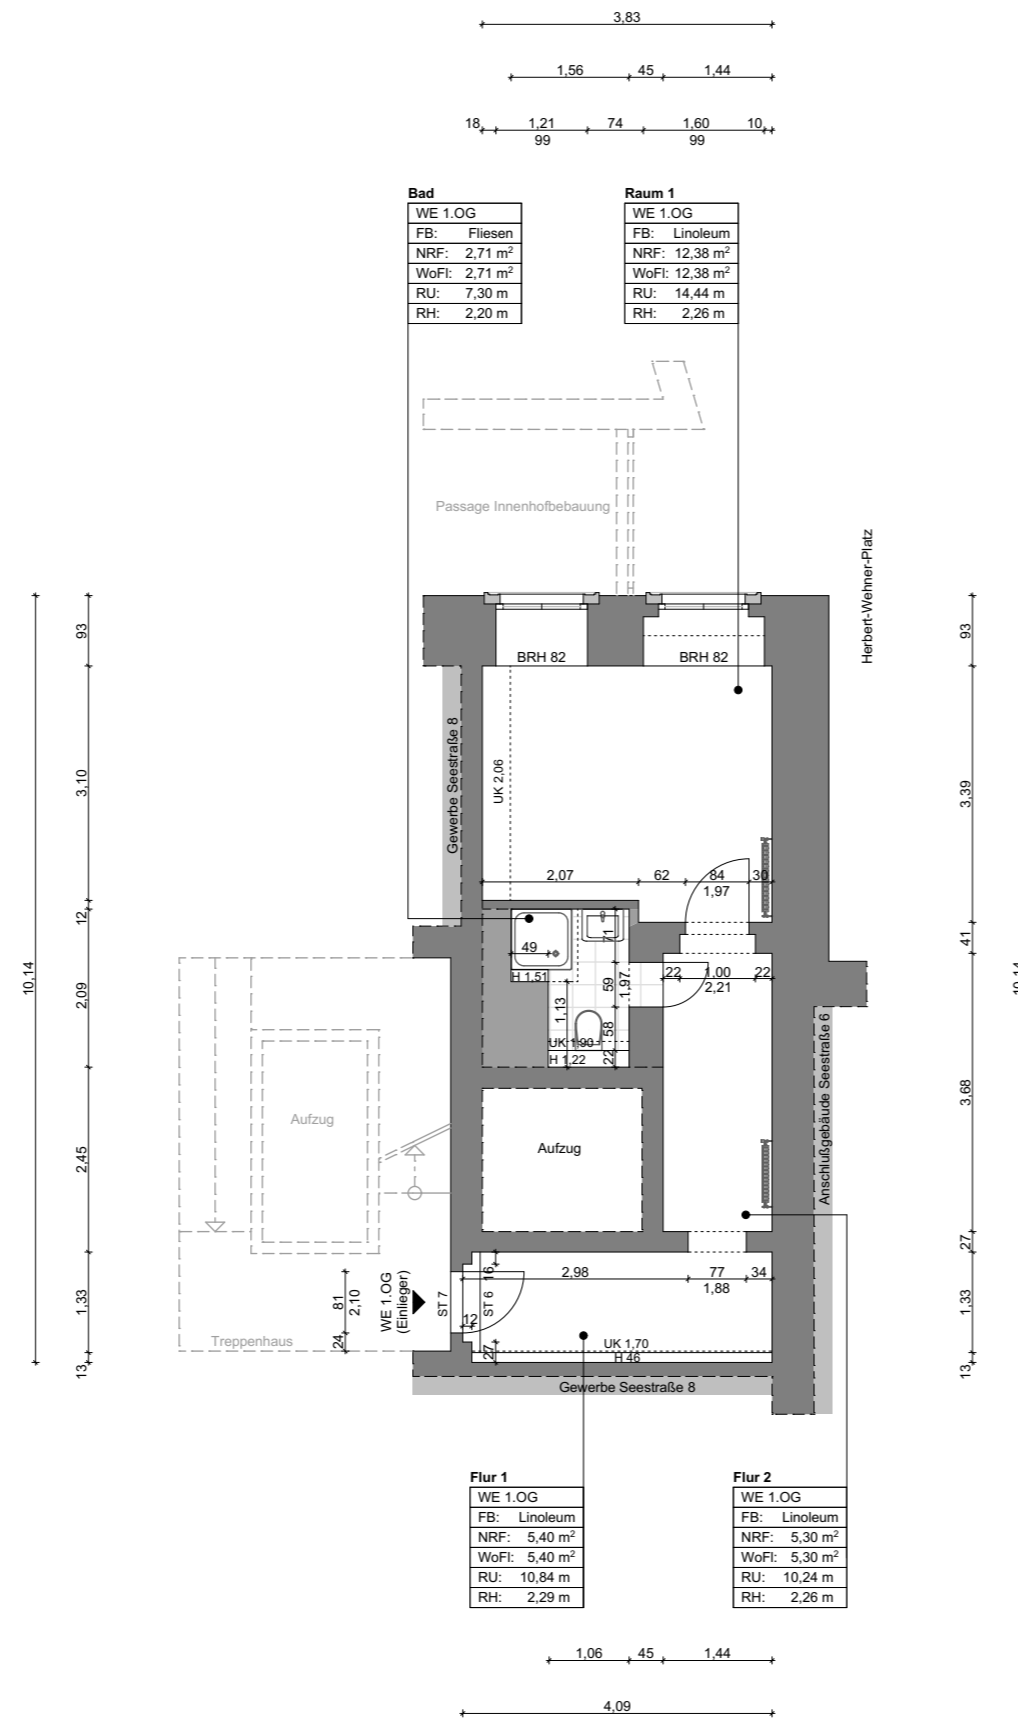 3,83
1,56 45 1,44
18 1,21 74 1,60 10
99 99
Bad
WE 1.OG
FB: Fliesen
NRF: 2,71 m²
WoFl: 2,71 m²
RU: 7,30 m
RH: 2,20 m
Raum 1
WE 1.OG
FB: Linoleum
NRF: 12,38 m²
WoFl: 12,38 m²
RU: 14,44 m
RH: 2,26 m
Passage Innenhofbebauung
Herbert-Wehner-Platz
10,14
93
3,10
12
2,09
2,45
1,33
13
BRH 82
BRH 82
Gewerbe Seestraße 8
UK 2,06
2,07 62 84 30
1,97
49
71
H 1,51
59
1,97
1,13
58
UK 1,90
22
H 1,22
22 1,00 22
2,21
Aufzug
Aufzug
Anschlußgebäude Seestraße 6
93
3,39
41
3,68
27
1,33
13
Treppenhaus
81
2,10
24
WE 1.OG
(Einlieger)
ST 7
ST 6
16
12
27
2,98 77 34
1,88
UK 1,70
H 46
Gewerbe Seestraße 8
Flur 1
WE 1.OG
FB: Linoleum
NRF: 5,40 m²
WoFl: 5,40 m²
RU: 10,84 m
RH: 2,29 m
Flur 2
WE 1.OG
FB: Linoleum
NRF: 5,30 m²
WoFl: 5,30 m²
RU: 10,24 m
RH: 2,26 m
1,06 45 1,44
4,09